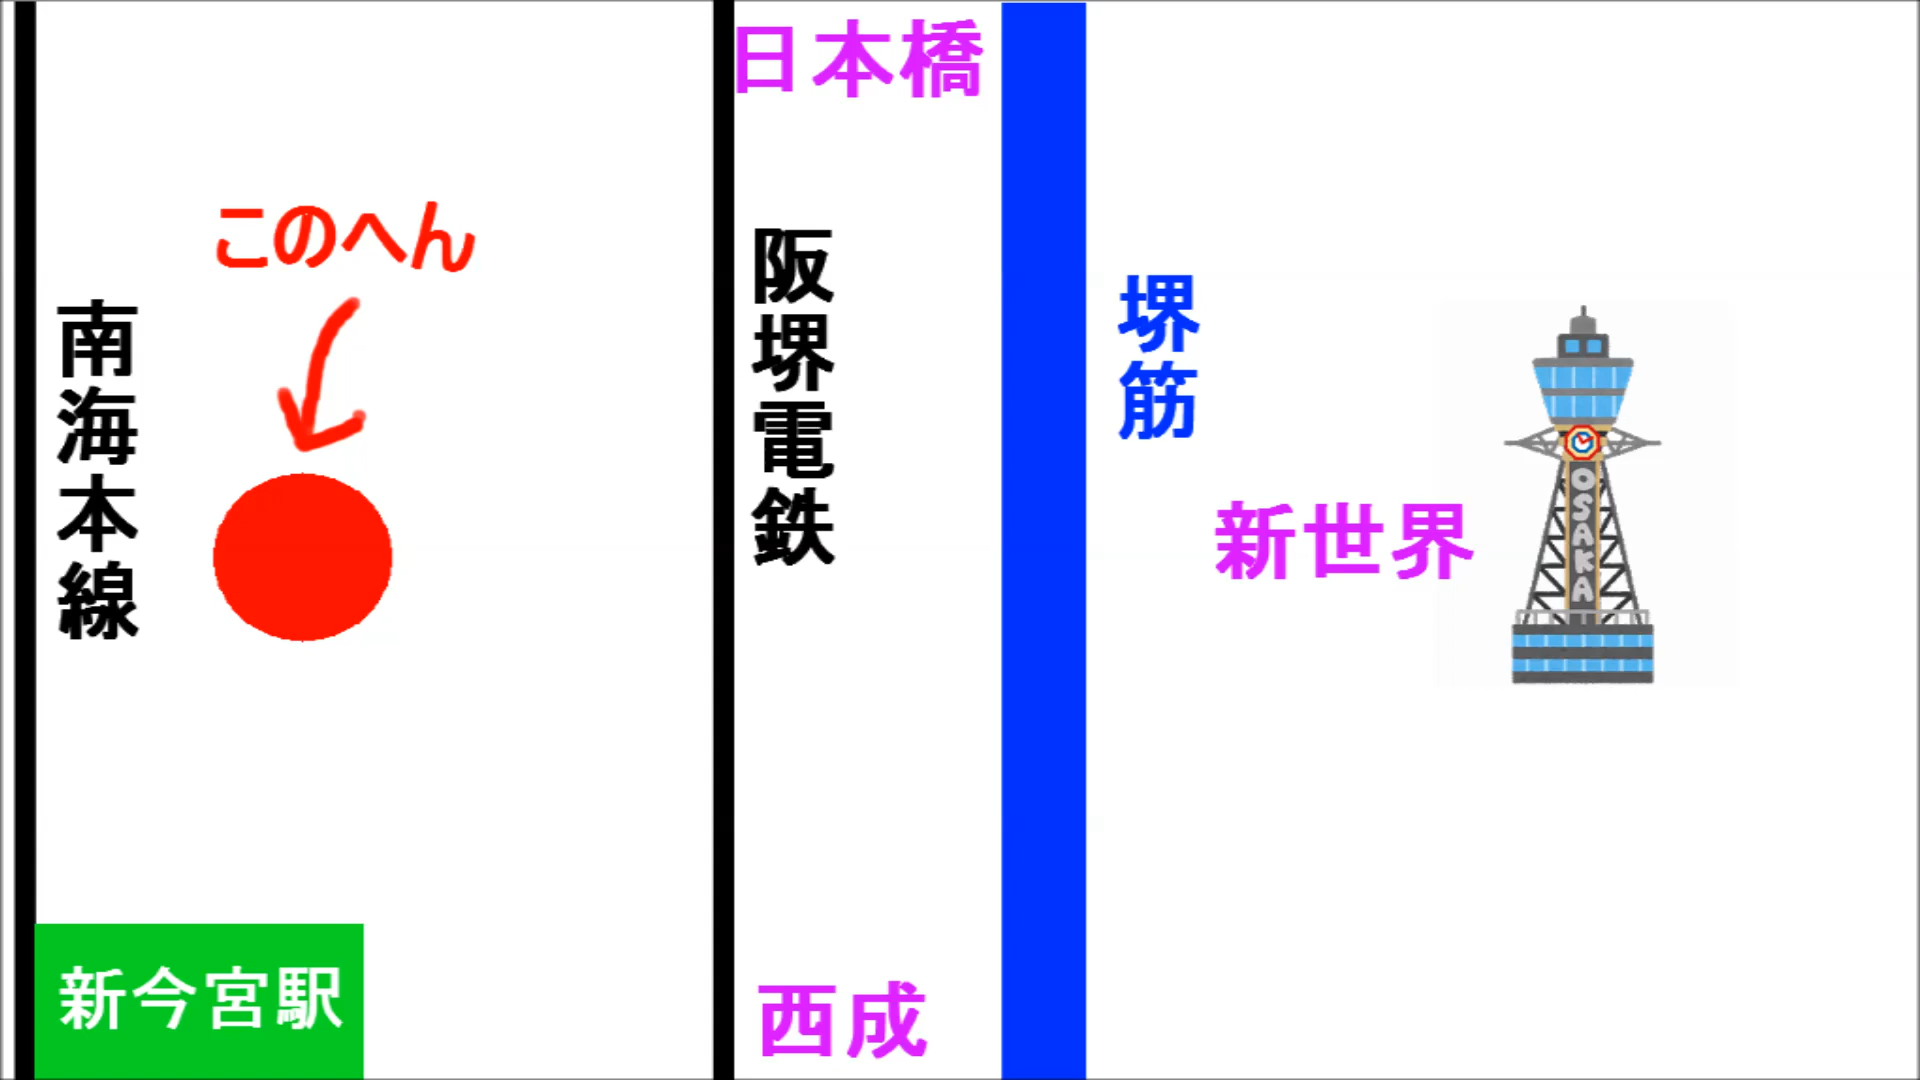 日本橋
このへん
阪堺電鉄
堺筋
南海本線
新世界
OSAKA
新今宮駅
西成